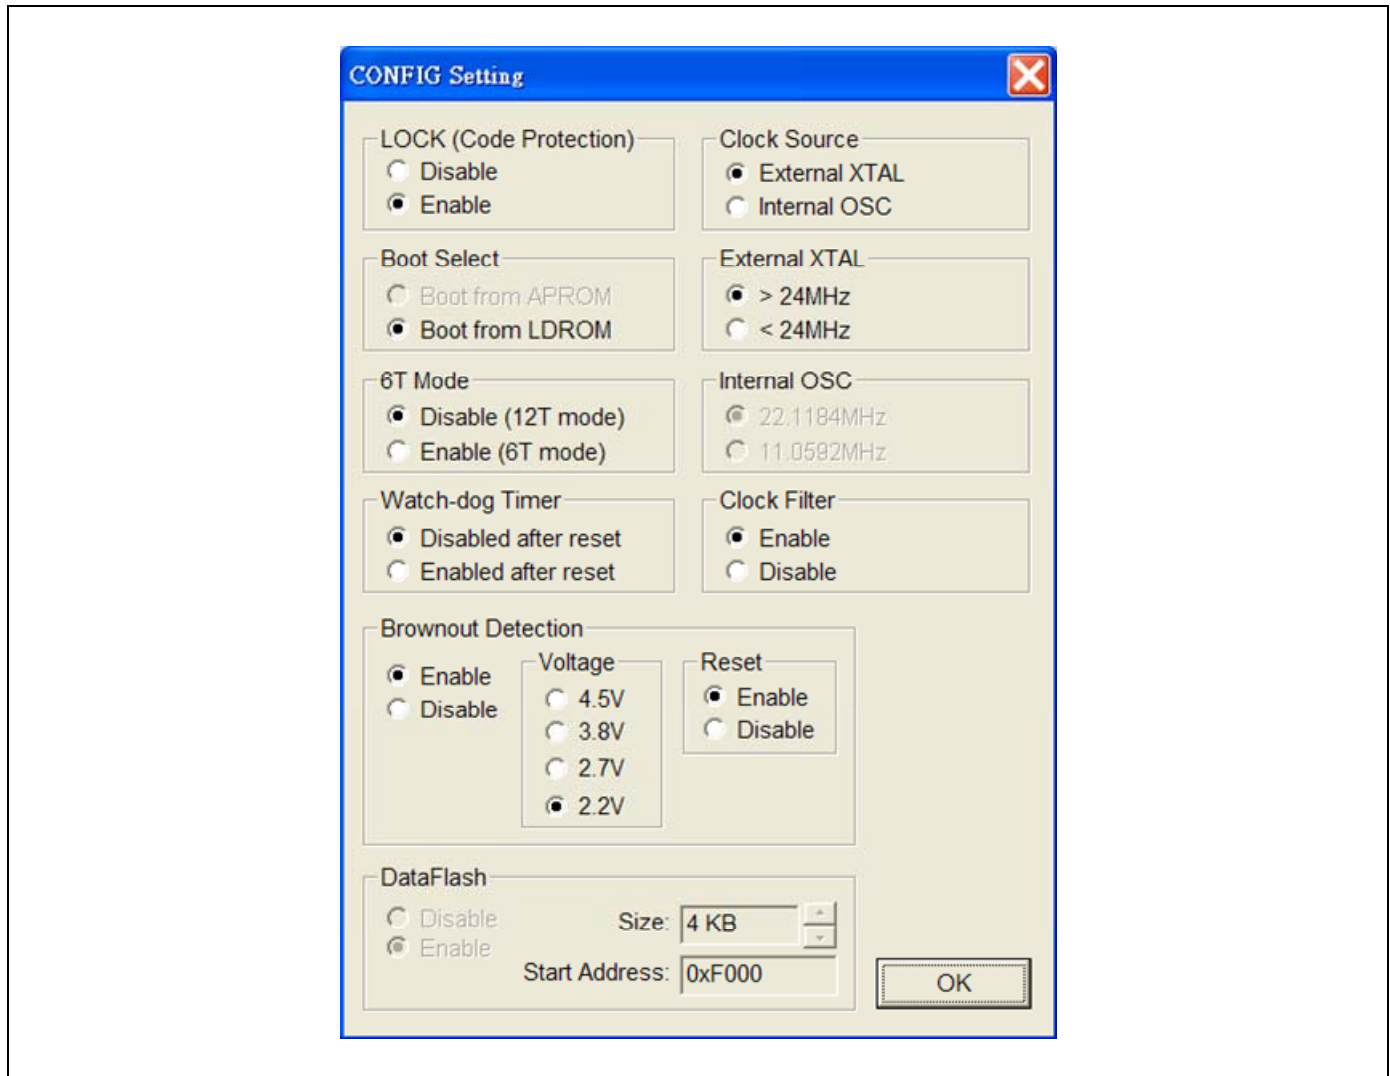 CONFIG Setting
LOCK (Code Protection)
Disable
Enable
Clock Source
External XTAL
Internal OSC
Boot Select
Boot from APROM
Boot from LDROM
External XTAL
> 24MHz
< 24MHz
6T Mode
Disable (12T mode)
Enable (6T mode)
Internal OSC
22.1184MHz
11.0592MHz
Watch-dog Timer
Disabled after reset
Enabled after reset
Clock Filter
Enable
Disable
Brownout Detection
Enable
Disable
Voltage
4.5V
3.8V
2.7V
2.2V
Reset
Enable
Disable
DataFlash
Disable
Enable
Size: 4 KB
Start Address: 0xF000
OK